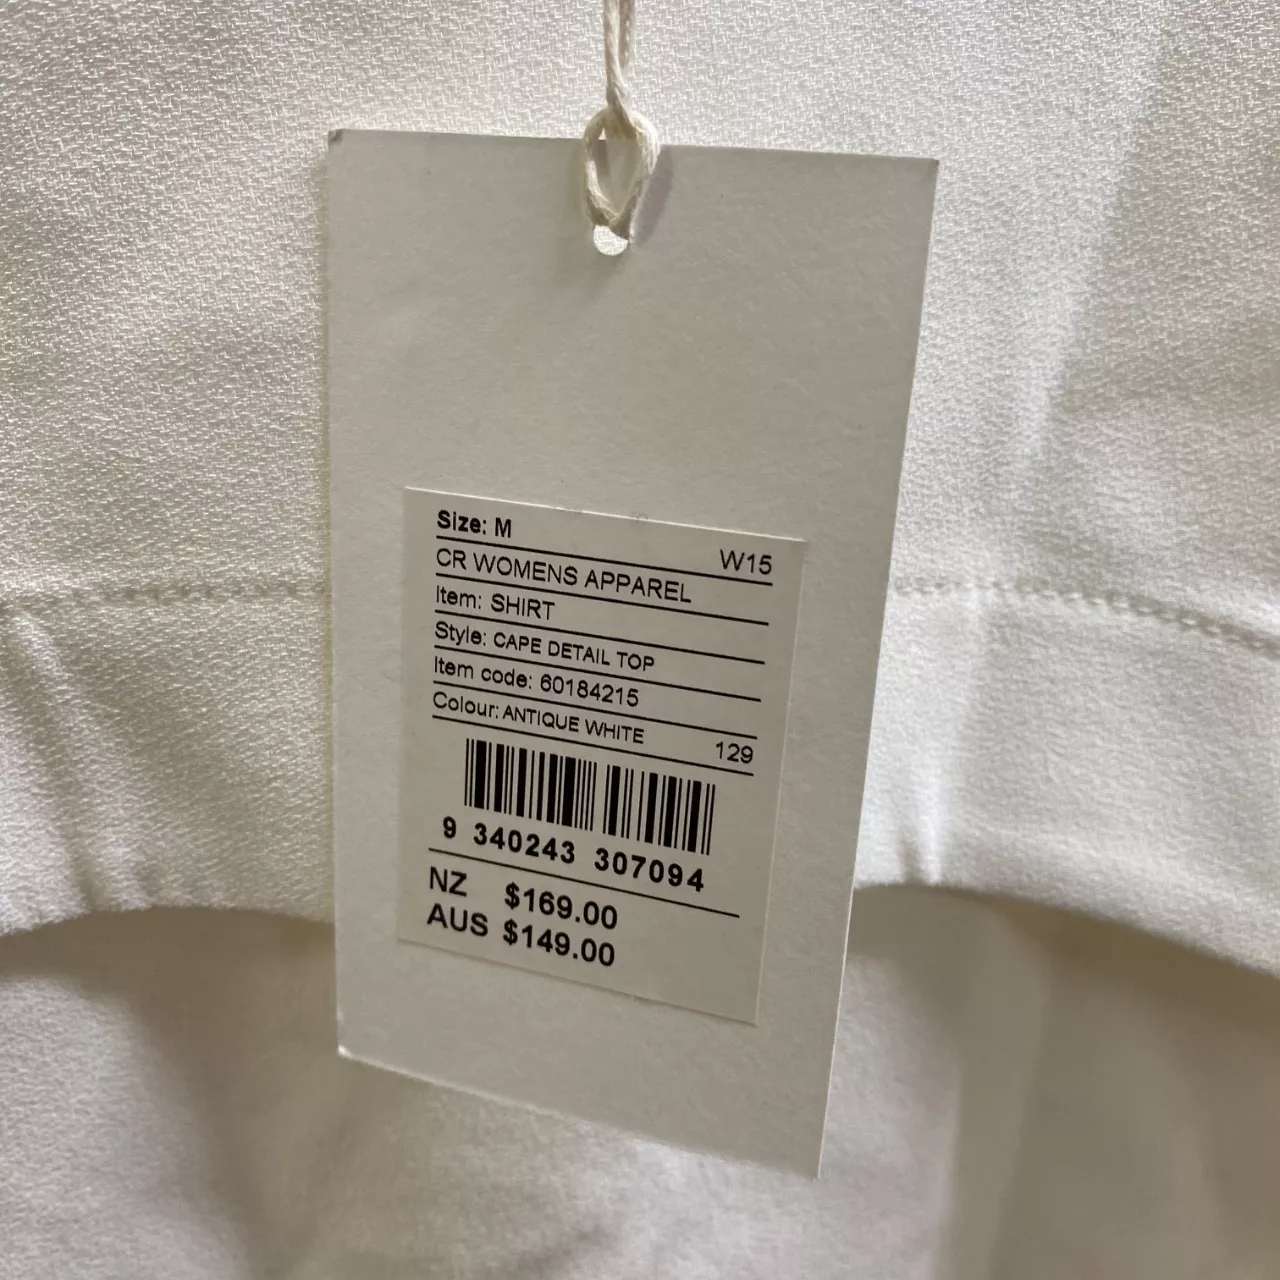 Size: M
W15
CR WOMENS APPAREL
Item: SHIRT
Style: CAPE DETAIL TOP
Item code: 60184215
Colour: ANTIQUE WHITE 129
9 340243 307094
NZ $169.00
AUS $149.00